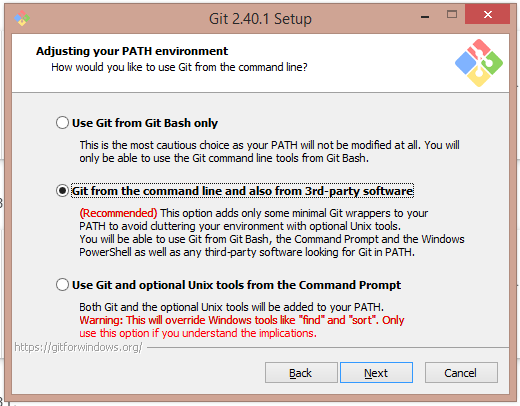 Git 2.40.1 Setup
Adjusting your PATH environment
How would you like to use Git from the command line?
Use Git from Git Bash only
This is the most cautious choice as your PATH will not be modified at all. You will
only be able to use the Git command line tools from Git Bash.
Git from the command line and also from 3rd-party software
(Recommended) This option adds only some minimal Git wrappers to your
PATH to avoid cluttering your environment with optional Unix tools.
You will be able to use Git from Git Bash, the Command Prompt and the Windows
PowerShell as well as any third-party software looking for Git in PATH.
Use Git and optional Unix tools from the Command Prompt
Both Git and the optional Unix tools will be added to your PATH.
Warning: This will override Windows tools like "find" and "sort". Only
use this option if you understand the implications.
https://gitforwindows.org/
Back Next Cancel